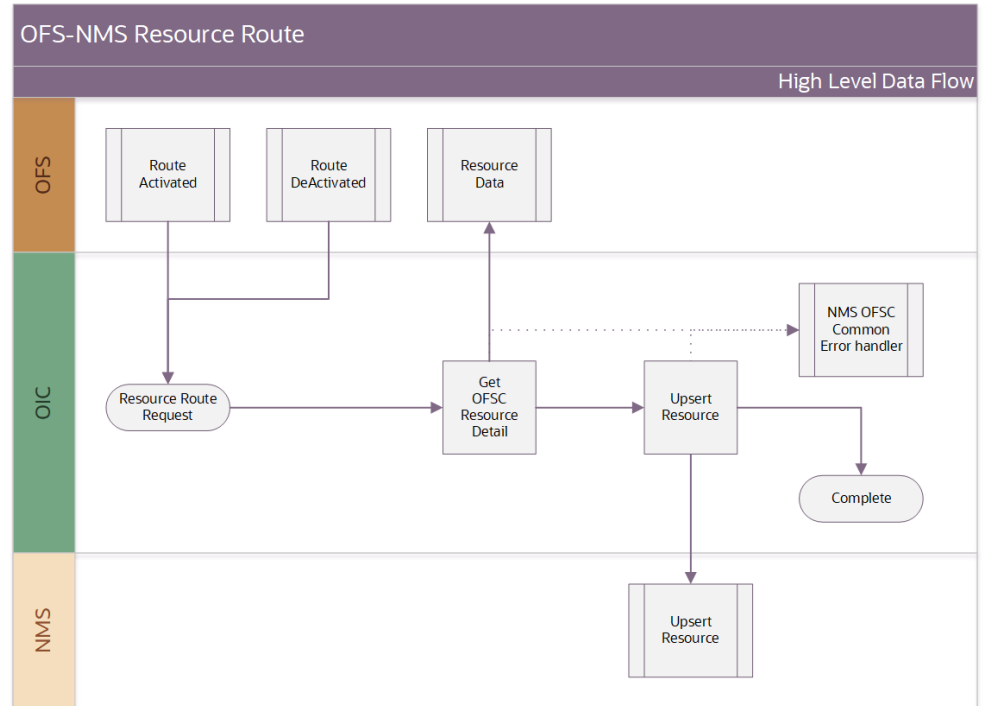 OFS-NMS Resource Route
High Level Data Flow
OFS
Route
Activated
Route
DeActivated
Resource
Data
OIC
NMS OFSC
Common
Error handler
Resource Route
Request
Get
OFSC
Resource
Detail
Upsert
Resource
Complete
NMS
Upsert
Resource